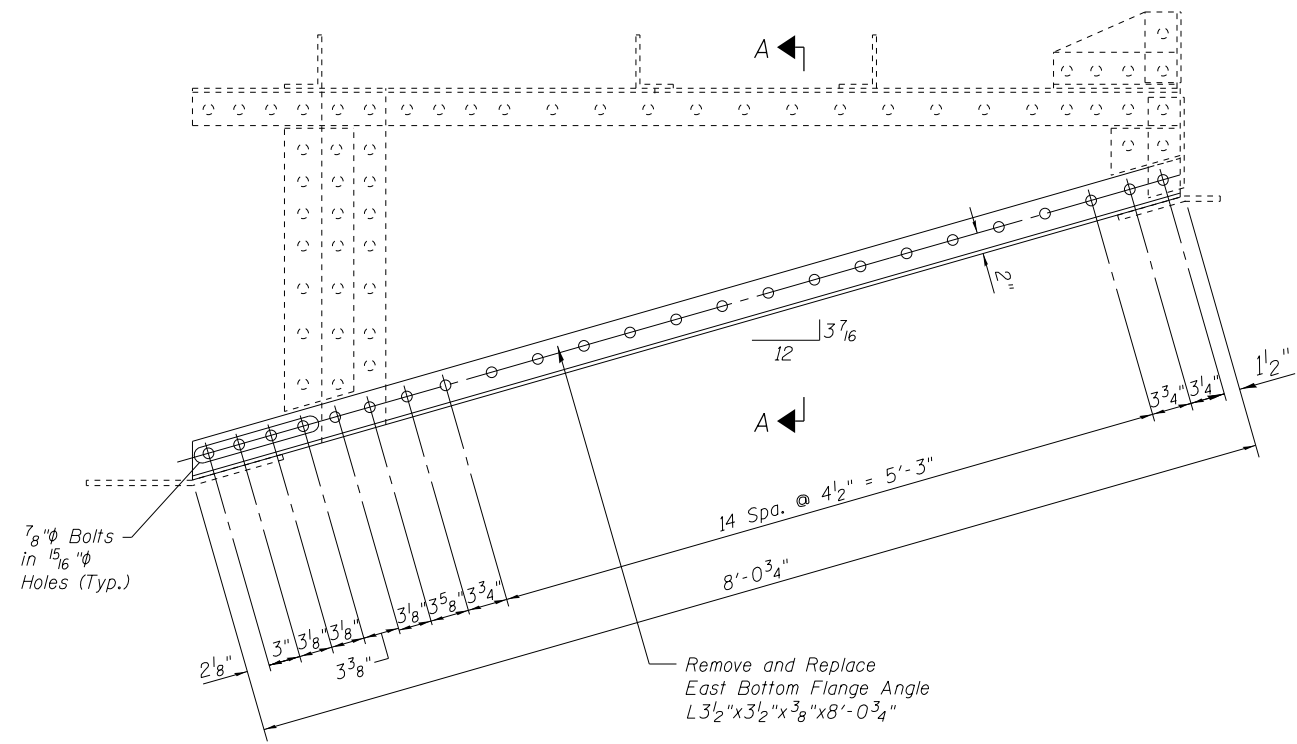 A
2"
3 7/16
12
A
1 1/2"
3 3/4"
3 1/4"
14 Spa. @ 4 1/2" = 5'-3"
8'-0 3/4"
7/8"ϕ Bolts
in 15/16"ϕ
Holes (Typ.)
2 1/8"
3"
3 1/8"
3 1/8"
3 3/8"
3 1/8"
3 5/8"
3 3/4"
Remove and Replace
East Bottom Flange Angle
L3 1/2"x3 1/2"x3/8"x8'-0 3/4"